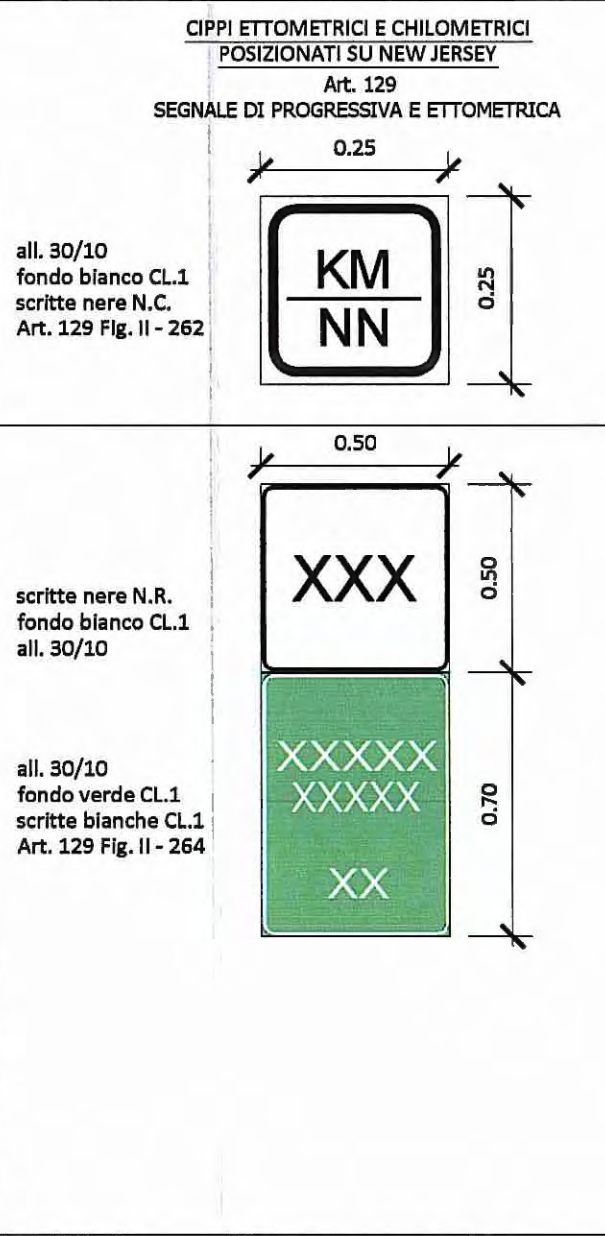 CIPPI ETTOMETRICI E CHILOMETRICI
POSIZIONATI SU NEW JERSEY
Art. 129
SEGNALE DI PROGRESSIVA E ETTOMETRICA
0.25
all. 30/10
fondo bianco CL.1
scritte nere N.C.
Art. 129 Fig. II - 262
KM
NN
0.25
0.50
scritte nere N.R.
fondo bianco CL.1
all. 30/10
XXX
0.50
all. 30/10
fondo verde CL.1
scritte bianche CL.1
Art. 129 Fig. II - 264
XXXXX
XXXXX
XX
0.70